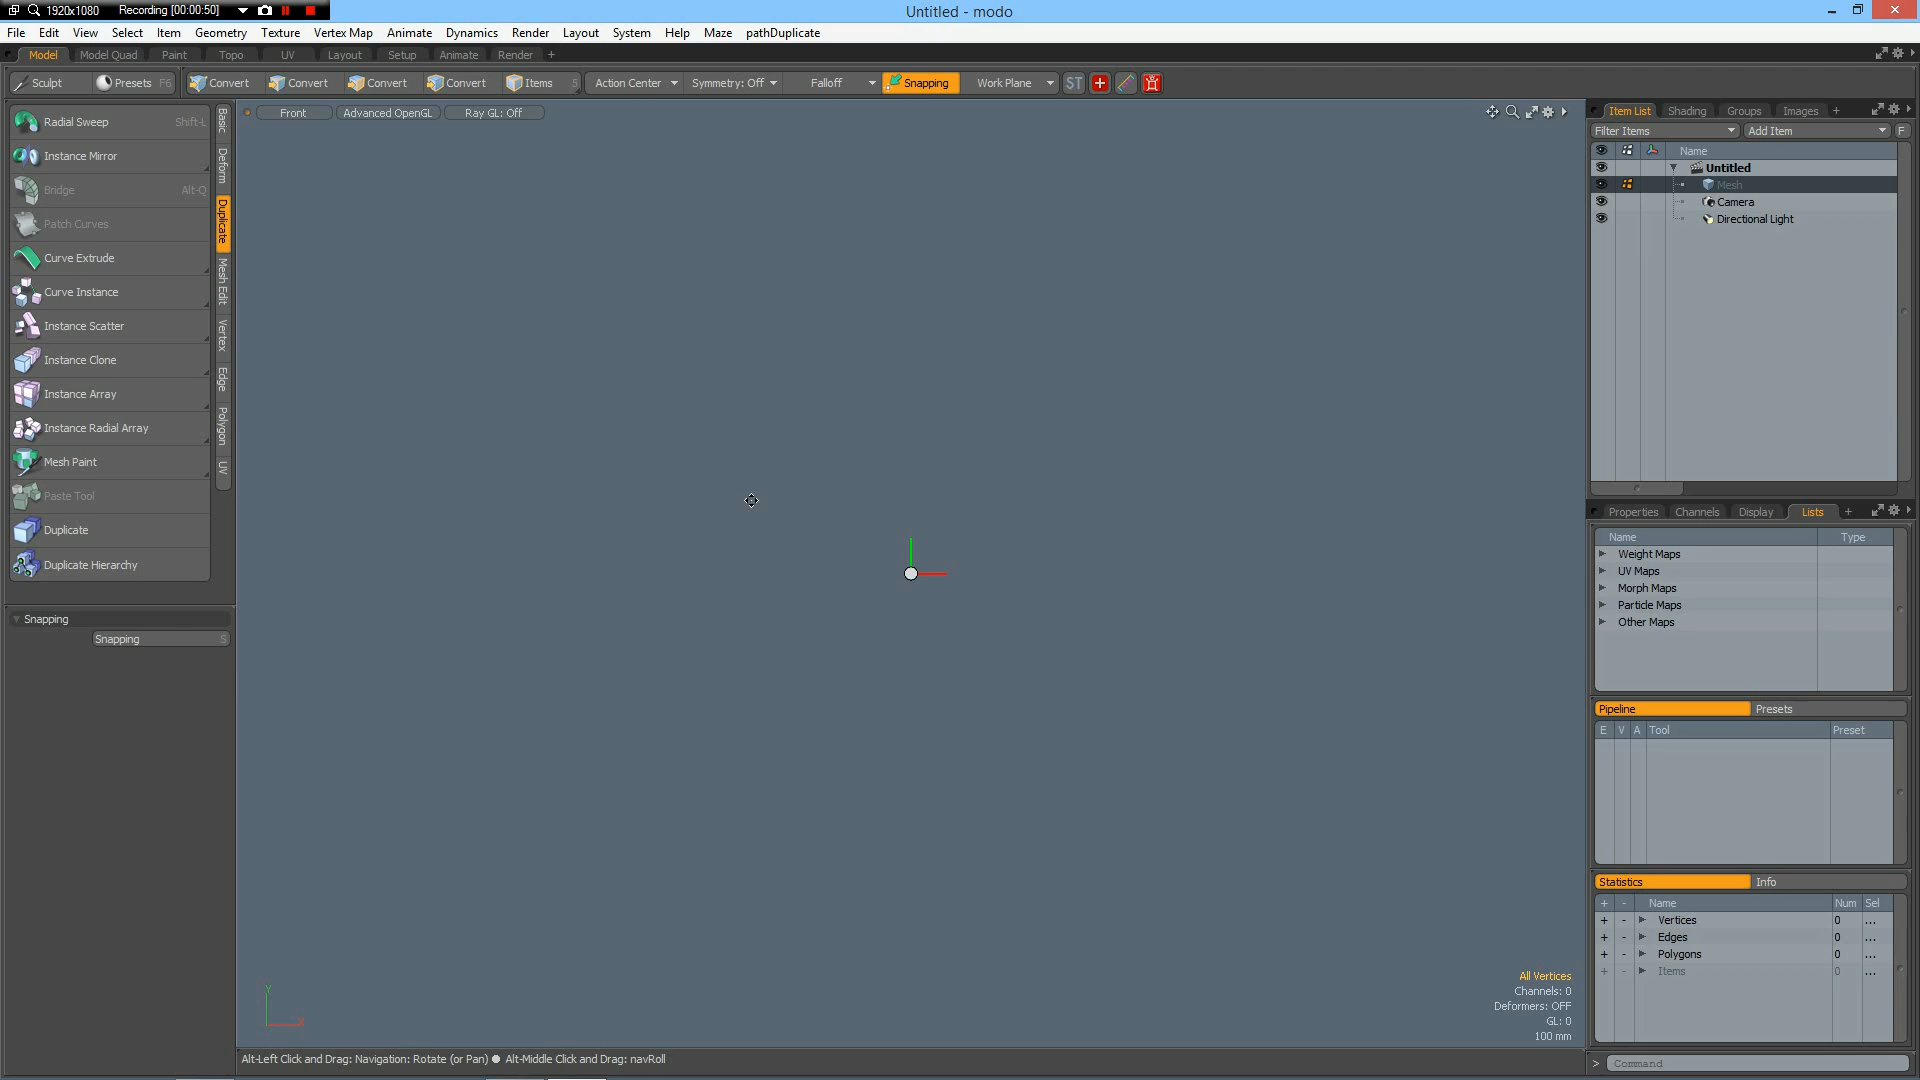 1920x1080 Recording [00:00:50]
Untitled - modo
File Edit View Select Item Geometry Texture Vertex Map Animate Dynamics Render Layout System Help Maze pathDuplicate
Model Model Quad Paint Topo UV Layout Setup Animate Render +
Sculpt Presets F6 Convert Convert Convert Convert Items 5 Action Center Symmetry: Off Falloff Snapping Work Plane ST
Radial Sweep Shift-L
Instance Mirror
Bridge Alt-Q
Patch Curves
Curve Extrude
Curve Instance
Instance Scatter
Instance Clone
Instance Array
Instance Radial Array
Mesh Paint
Paste Tool
Duplicate
Duplicate Hierarchy
Basic
Deform
Duplicate
Mesh Edit
Vertex
Edge
Polygon
UV
Snapping
Snapping S
Front Advanced OpenGL Ray GL: Off
Y
X
All Vertices
Channels: 0
Deformers: OFF
GL: 0
100 mm
Alt-Left Click and Drag: Navigation: Rotate (or Pan) ● Alt-Middle Click and Drag: navRoll
Item List Shading Groups Images +
Filter Items Add Item F
Name
Untitled
Mesh
Camera
Directional Light
Properties Channels Display Lists +
Name Type
Weight Maps
UV Maps
Morph Maps
Particle Maps
Other Maps
Pipeline Presets
E V A Tool Preset
Statistics Info
+ - Name Num Sel
+ - Vertices 0 ...
+ - Edges 0 ...
+ - Polygons 0 ...
+ - Items 0 ...
> Command